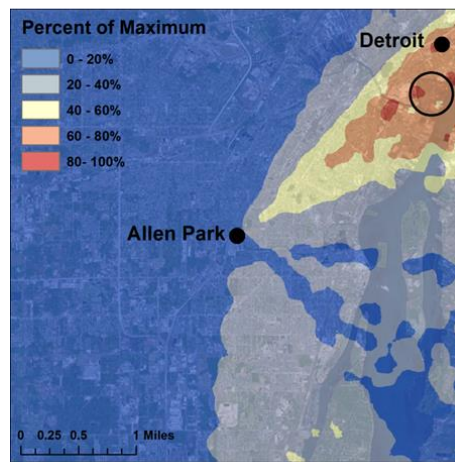 Percent of Maximum
0 - 20%
20 - 40%
40 - 60%
60 - 80%
80- 100%
Detroit
Allen Park
0 0.25 0.5 1 Miles